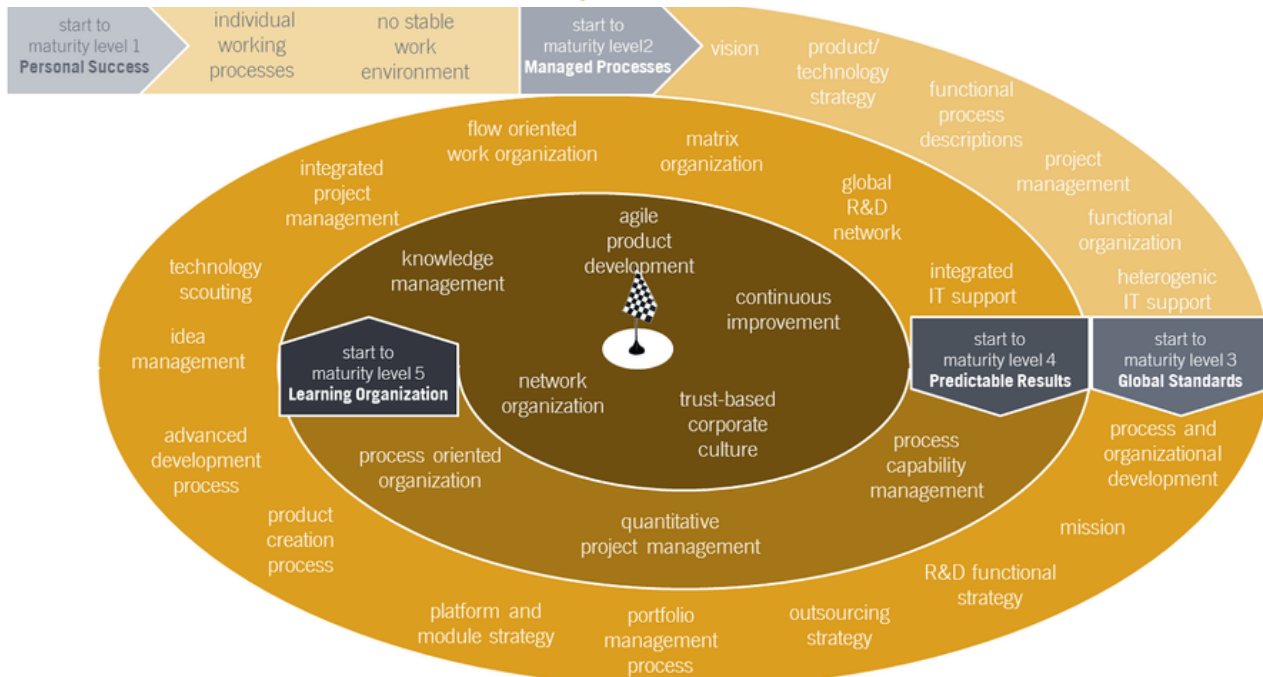 start to
maturity level 1
Personal Success
individual
working
processes
no stable
work
environment
start to
maturity level2
Managed Processes
vision
product/
technology
strategy
functional
process
descriptions
project
management
functional
organization
heterogenic
IT support
start to
maturity level 3
Global Standards
process and
organizational
development
mission
R&D functional
strategy
outsourcing
strategy
portfolio
management
process
platform and
module strategy
product
creation
process
advanced
development
process
idea
management
technology
scouting
integrated
project
management
flow oriented
work organization
matrix
organization
global
R&D
network
integrated
IT support
start to
maturity level 4
Predictable Results
process
capability
management
quantitative
project management
process oriented
organization
start to
maturity level 5
Learning Organization
knowledge
management
agile
product
development
continuous
improvement
trust-based
corporate
culture
network
organization